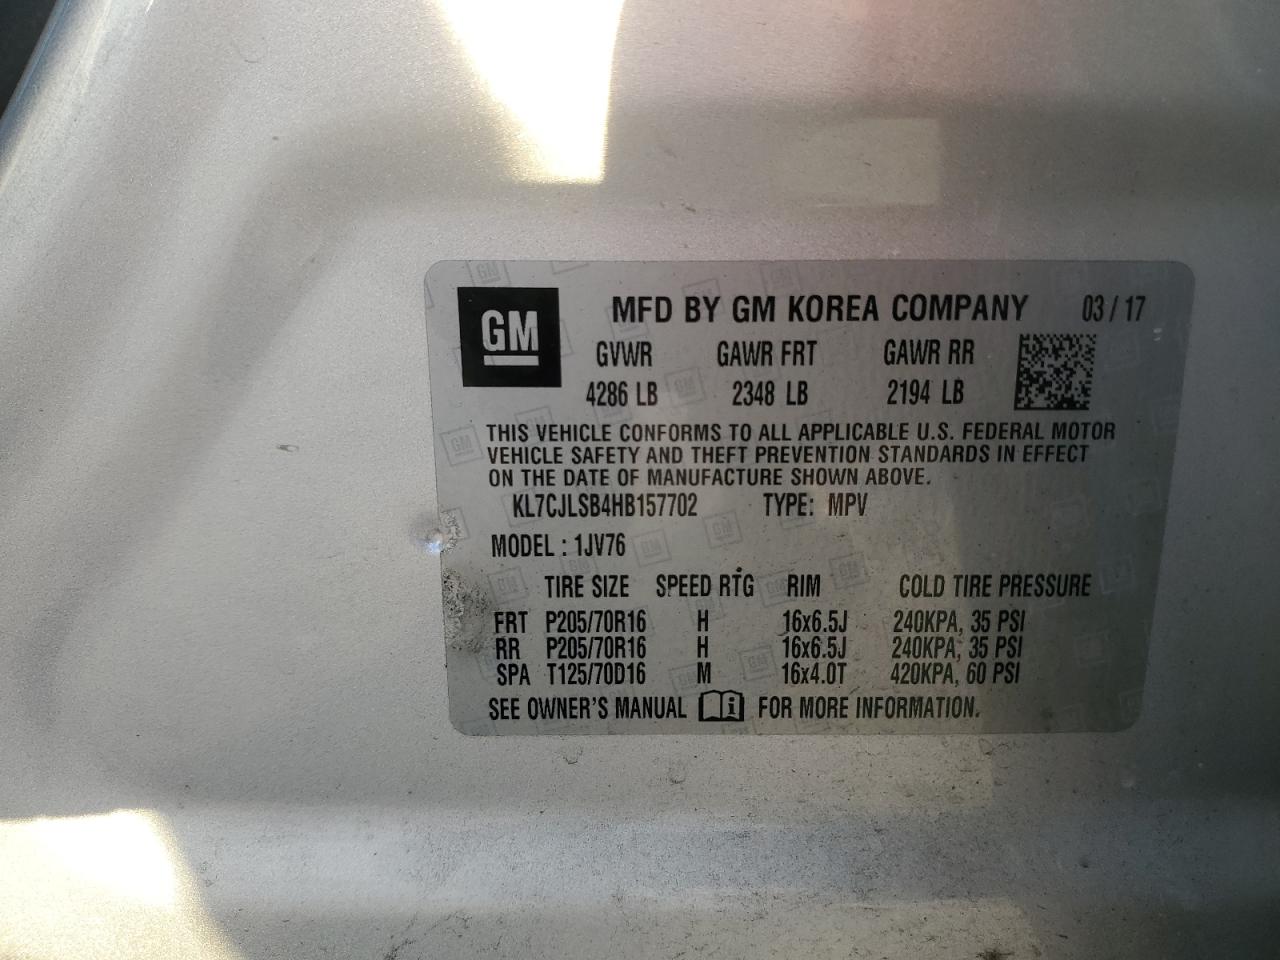 GM MFD BY GM KOREA COMPANY 03 / 17
GVWR GAWR FRT GAWR RR
4286 LB 2348 LB 2194 LB
THIS VEHICLE CONFORMS TO ALL APPLICABLE U.S. FEDERAL MOTOR
VEHICLE SAFETY AND THEFT PREVENTION STANDARDS IN EFFECT
ON THE DATE OF MANUFACTURE SHOWN ABOVE.
KL7CJLSB4HB157702 TYPE: MPV
MODEL : 1JV76
TIRE SIZE SPEED RTG RIM COLD TIRE PRESSURE
FRT P205/70R16 H 16x6.5J 240KPA, 35 PSI
RR P205/70R16 H 16x6.5J 240KPA, 35 PSI
SPA T125/70D16 M 16x4.0T 420KPA, 60 PSI
SEE OWNER'S MANUAL FOR MORE INFORMATION.